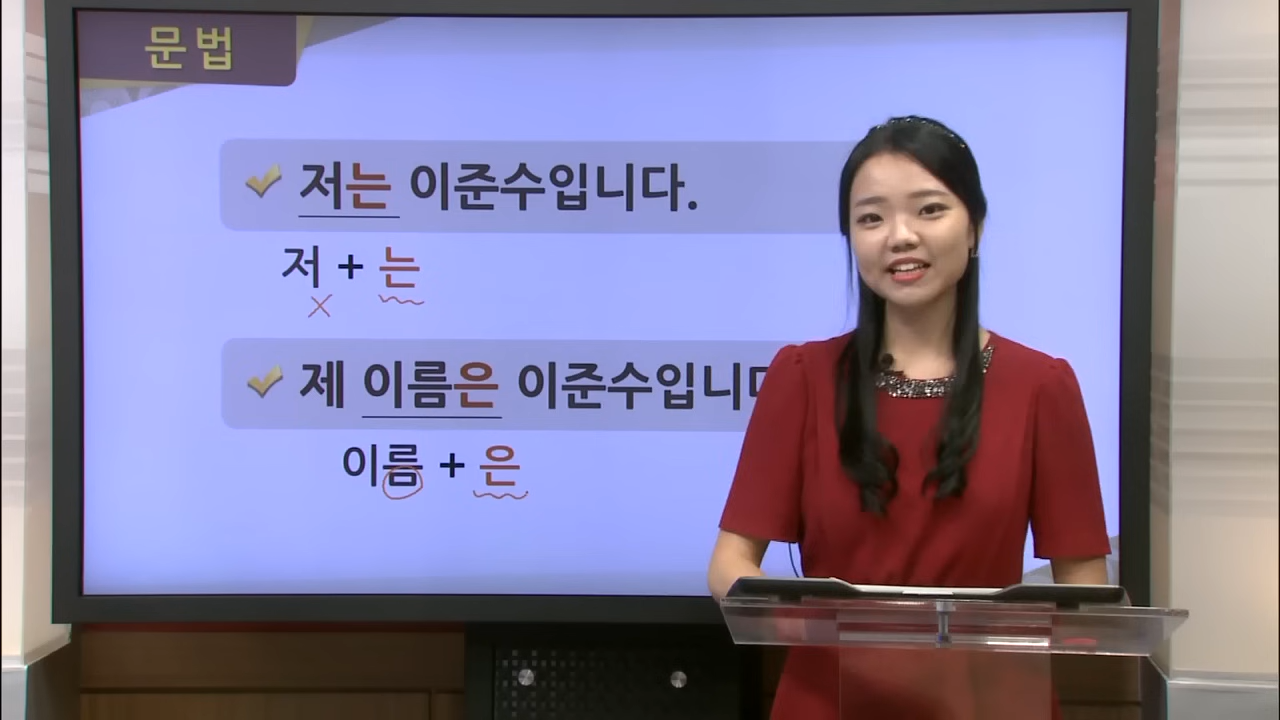 문법
저는 이준수입니다.
저 + 는
제 이름은 이준수입니
이름 + 은